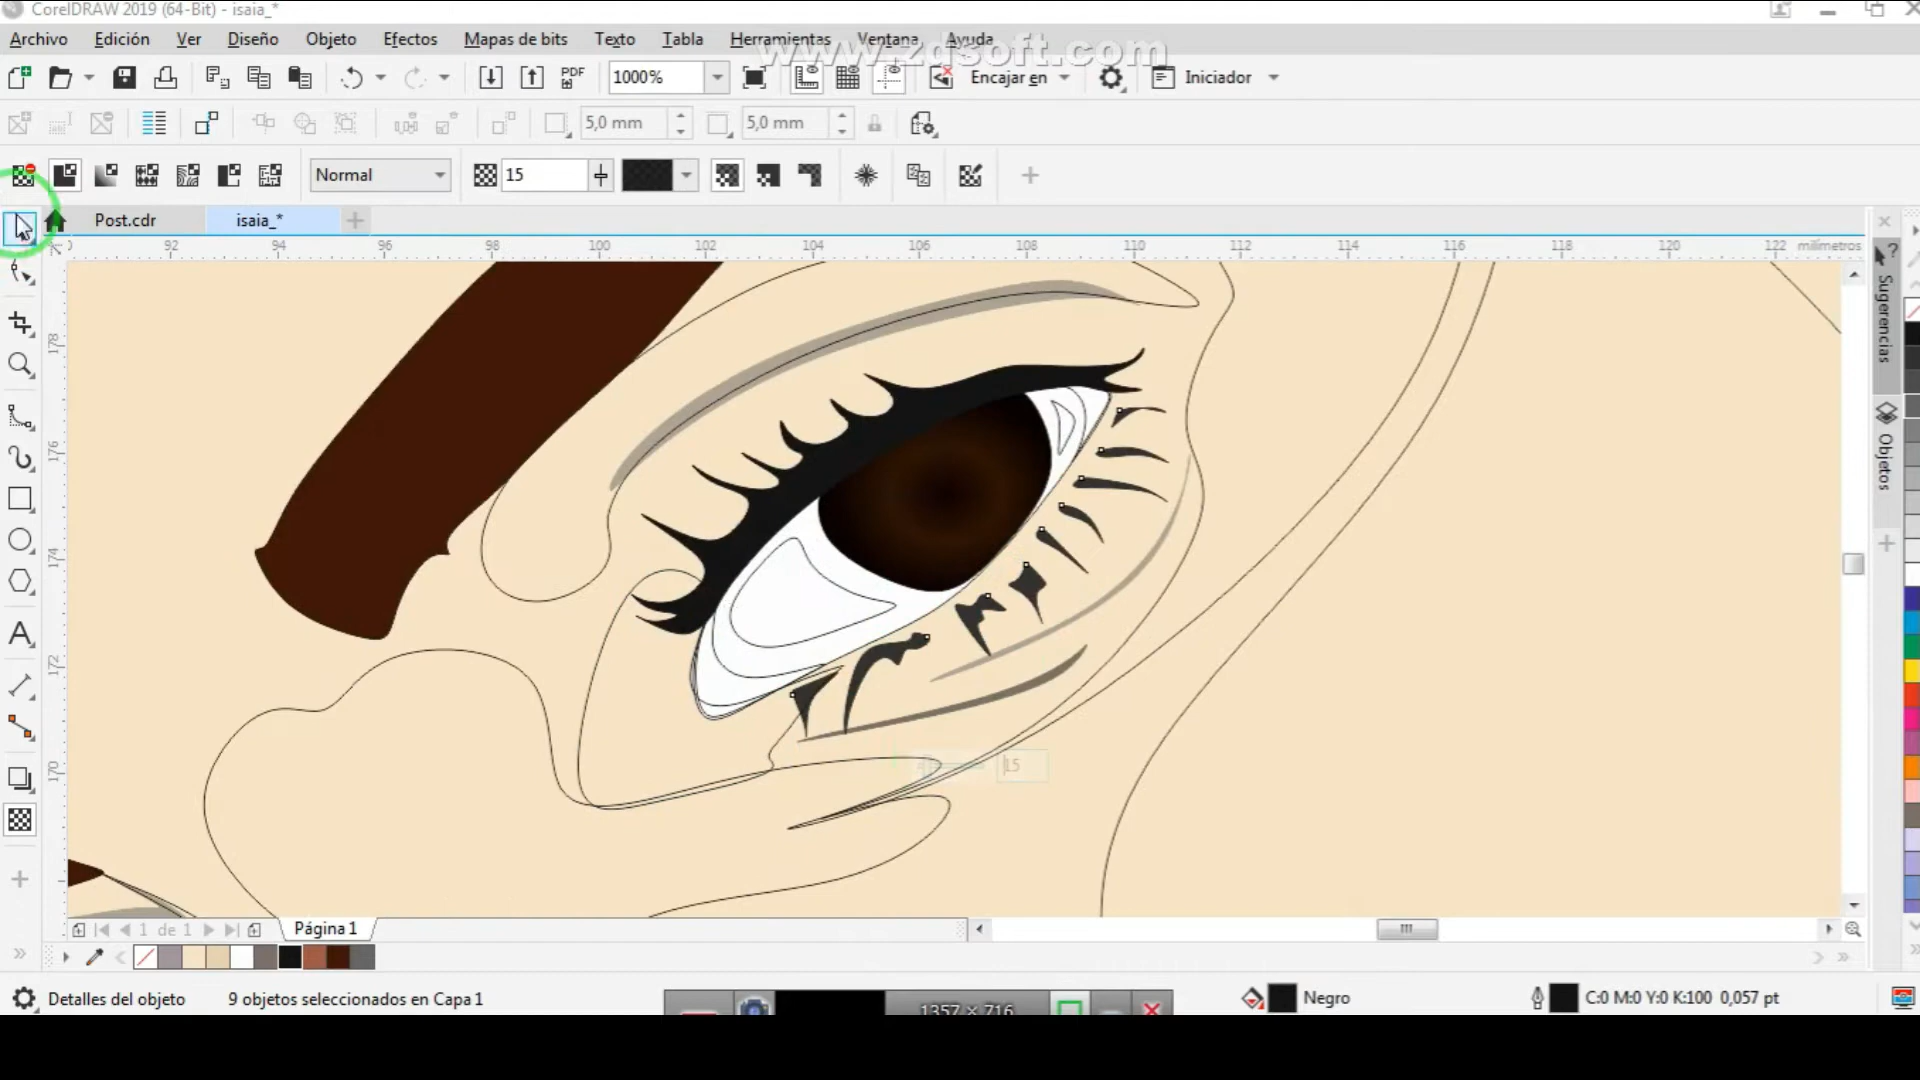 CorelDRAW 2019 (64-Bit) - isaia_*
Archivo Edición Ver Diseño Objeto Efectos Mapas de bits Texto Tabla Herramientas Ventana Ayuda
www.zdsoft.com
PDF 1000% Encajar en Iniciador
5,0 mm 5,0 mm
Normal 15
Post.cdr isaia_*
92 94 96 98 100 102 104 106 108 110 112 114 116 118 120 122 milímetros
178
176
174
172
170
Sugerencias
Objetos
15
1 de 1 Página 1
Detalles del objeto 9 objetos seleccionados en Capa 1 1357 × 716 Negro C:0 M:0 Y:0 K:100 0,057 pt